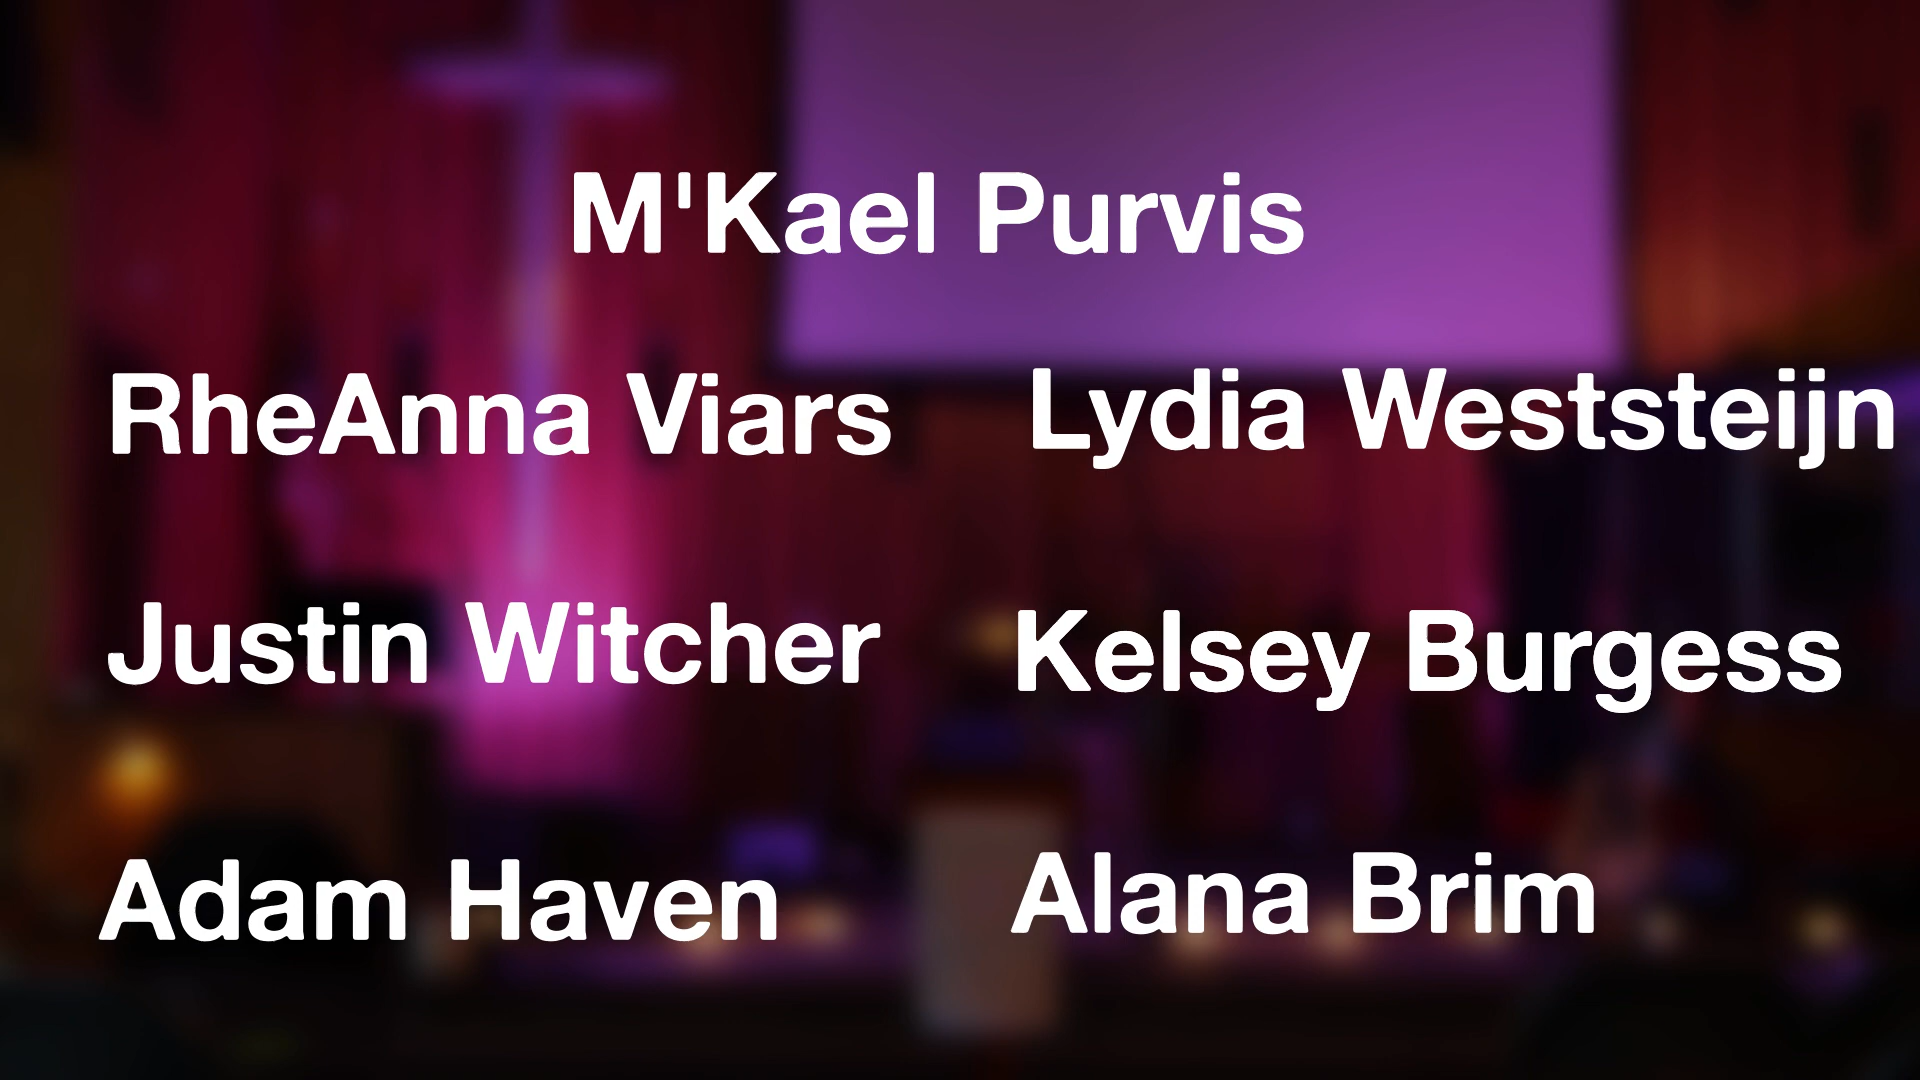 M'Kael Purvis
RheAnna Viars
Lydia Weststeijn
Justin Witcher
Kelsey Burgess
Adam Haven
Alana Brim